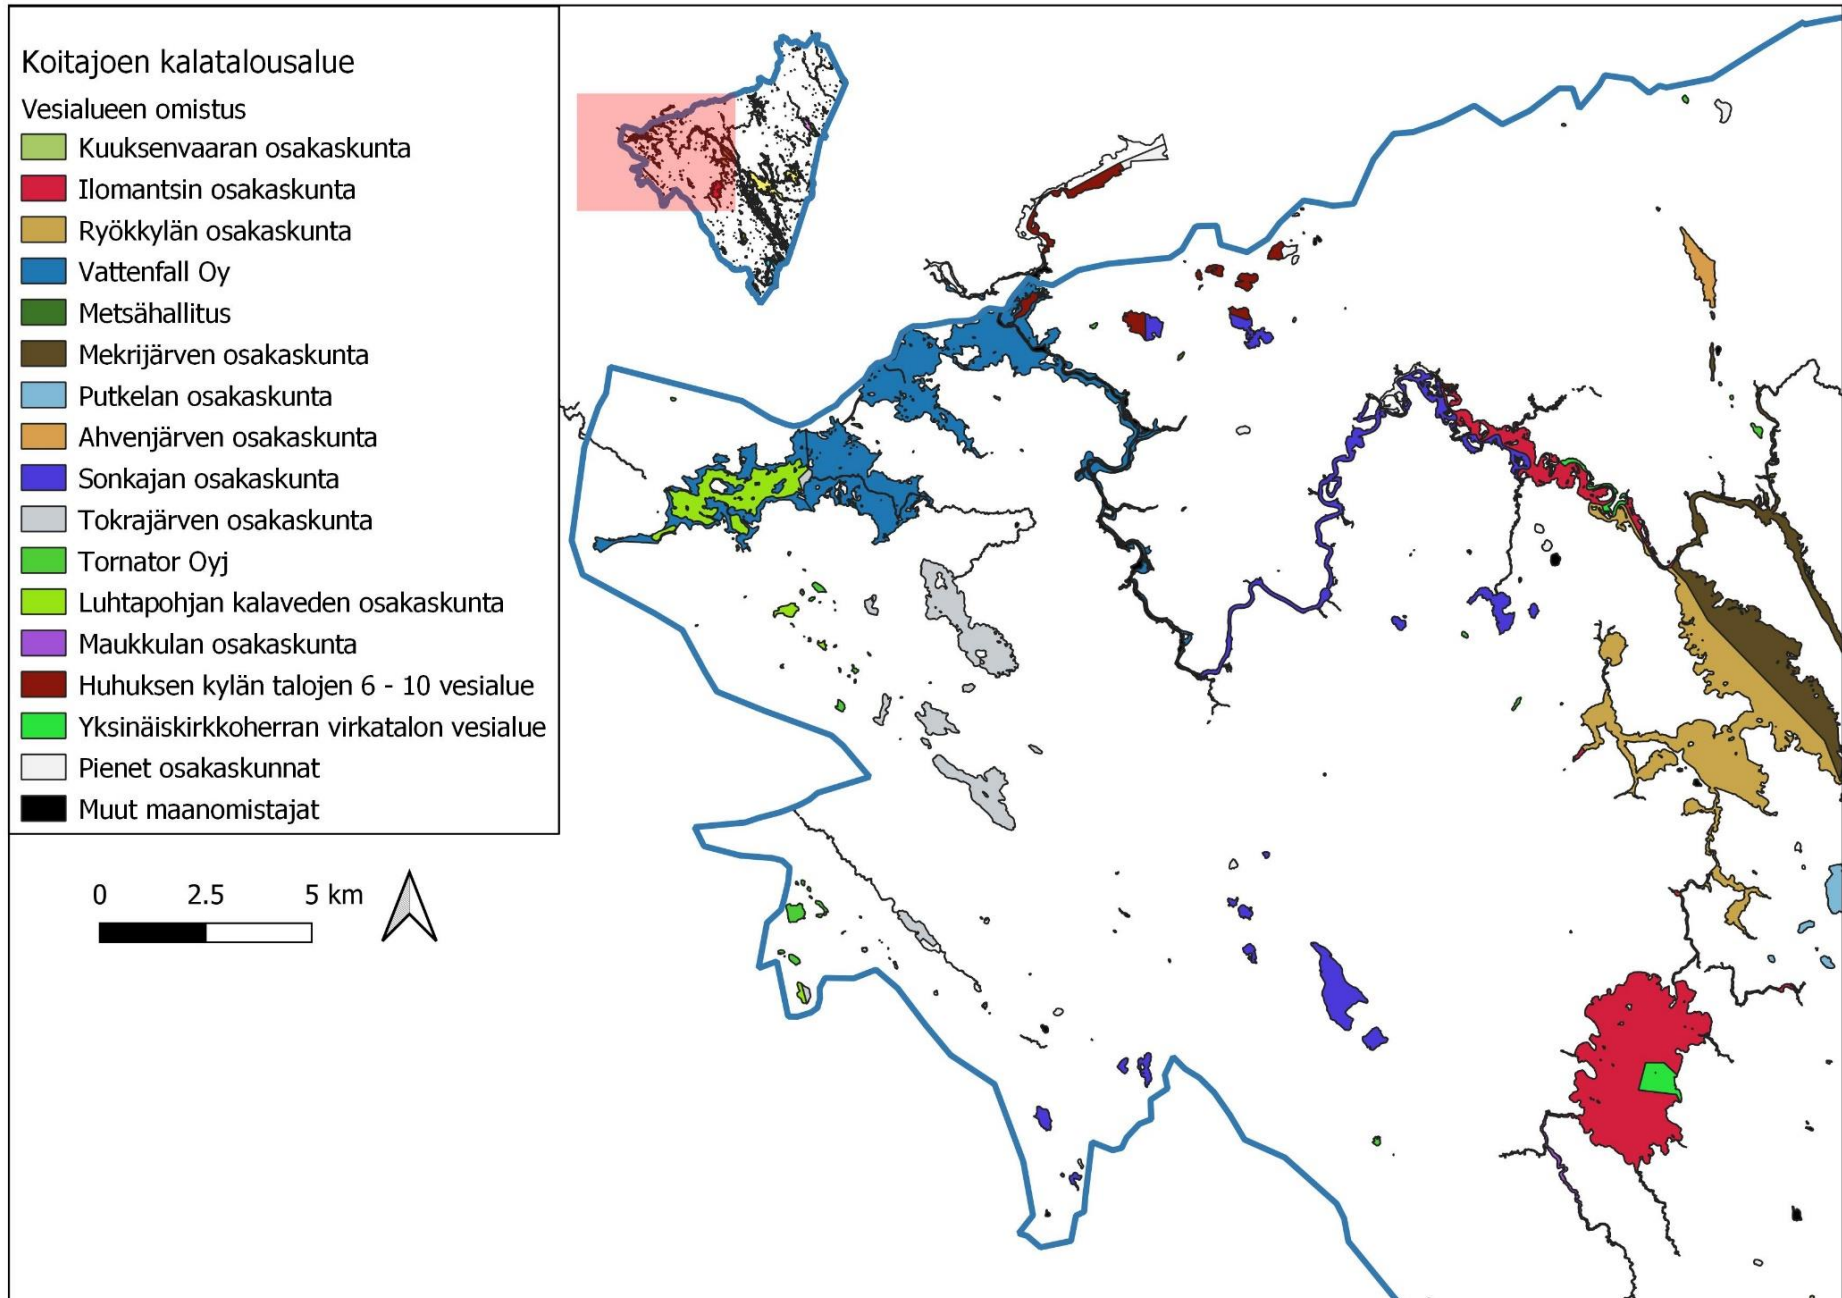 Koitajoen kalatalousalue
Vesialueen omistus
Kuuksenvaaran osakaskunta
Ilomantsin osakaskunta
Ryökkylän osakaskunta
Vattenfall Oy
Metsähallitus
Mekrijärven osakaskunta
Putkelan osakaskunta
Ahvenjärven osakaskunta
Sonkajan osakaskunta
Tokrajärven osakaskunta
Tornator Oyj
Luhtapohjan kalaveden osakaskunta
Maukkulan osakaskunta
Huhuksen kylän talojen 6 - 10 vesialue
Yksinäiskirkkoherran virkatalon vesialue
Pienet osakaskunnat
Muut maanomistajat
0 2.5 5 km